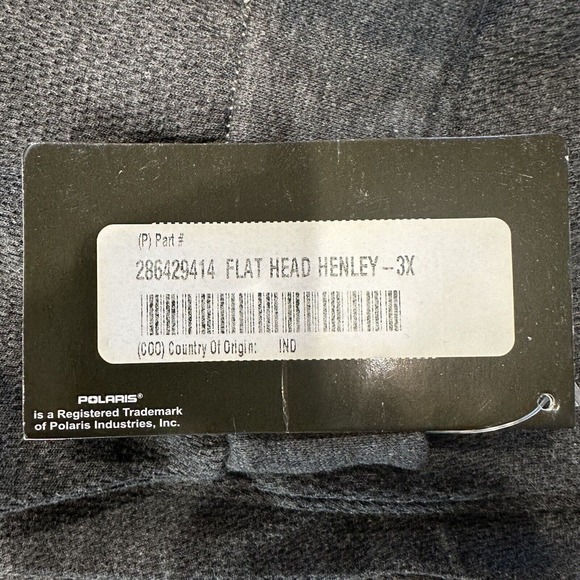 (P) Part #
286429414 FLAT HEAD HENLEY--3X
(COO) Country Of Origin: IND
POLARIS®
is a Registered Trademark
of Polaris Industries, Inc.